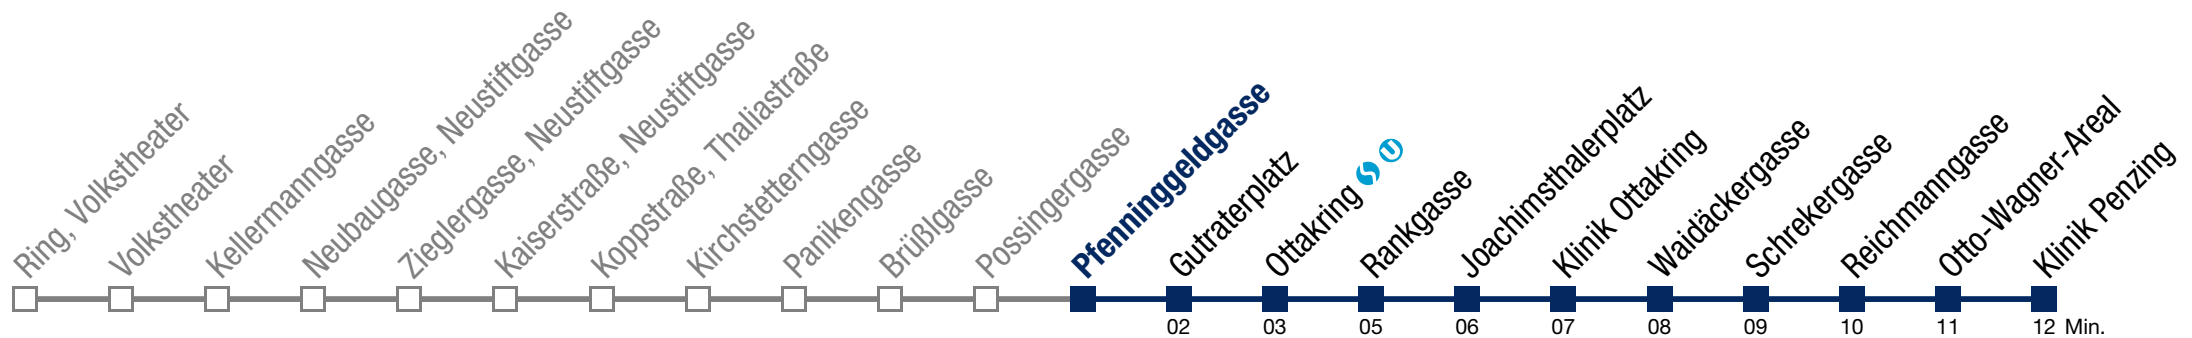 Ring, Volkstheater
Volkstheater
Kellermanngasse
Neubaugasse, Neustiftgasse
Zieglergasse, Neustiftgasse
Kaiserstraße, Neustiftgasse
Koppstraße, Thaliastraße
Kirchstetterngasse
Panikengasse
Brüßlgasse
Possingergasse
Pfenninggeldgasse
Gutraterplatz
Ottakring S U
Rankgasse
Joachimsthalerplatz
Klinik Ottakring
Waidäckergasse
Schrekergasse
Reichmanngasse
Otto-Wagner-Areal
Klinik Penzing
02 03 05 06 07 08 09 10 11 12 Min.